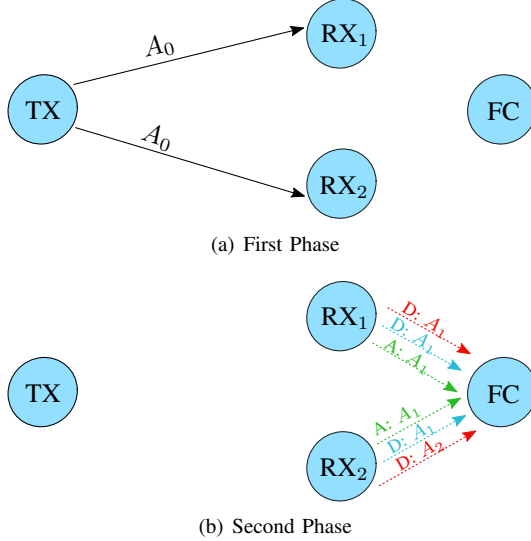 RX₁
A₀
TX
FC
A₀
RX₂
(a) First Phase
RX₁
D: A₁
D: A₁
A: A₁
TX
FC
A: A₁
D: A₁
D: A₂
RX₂
(b) Second Phase